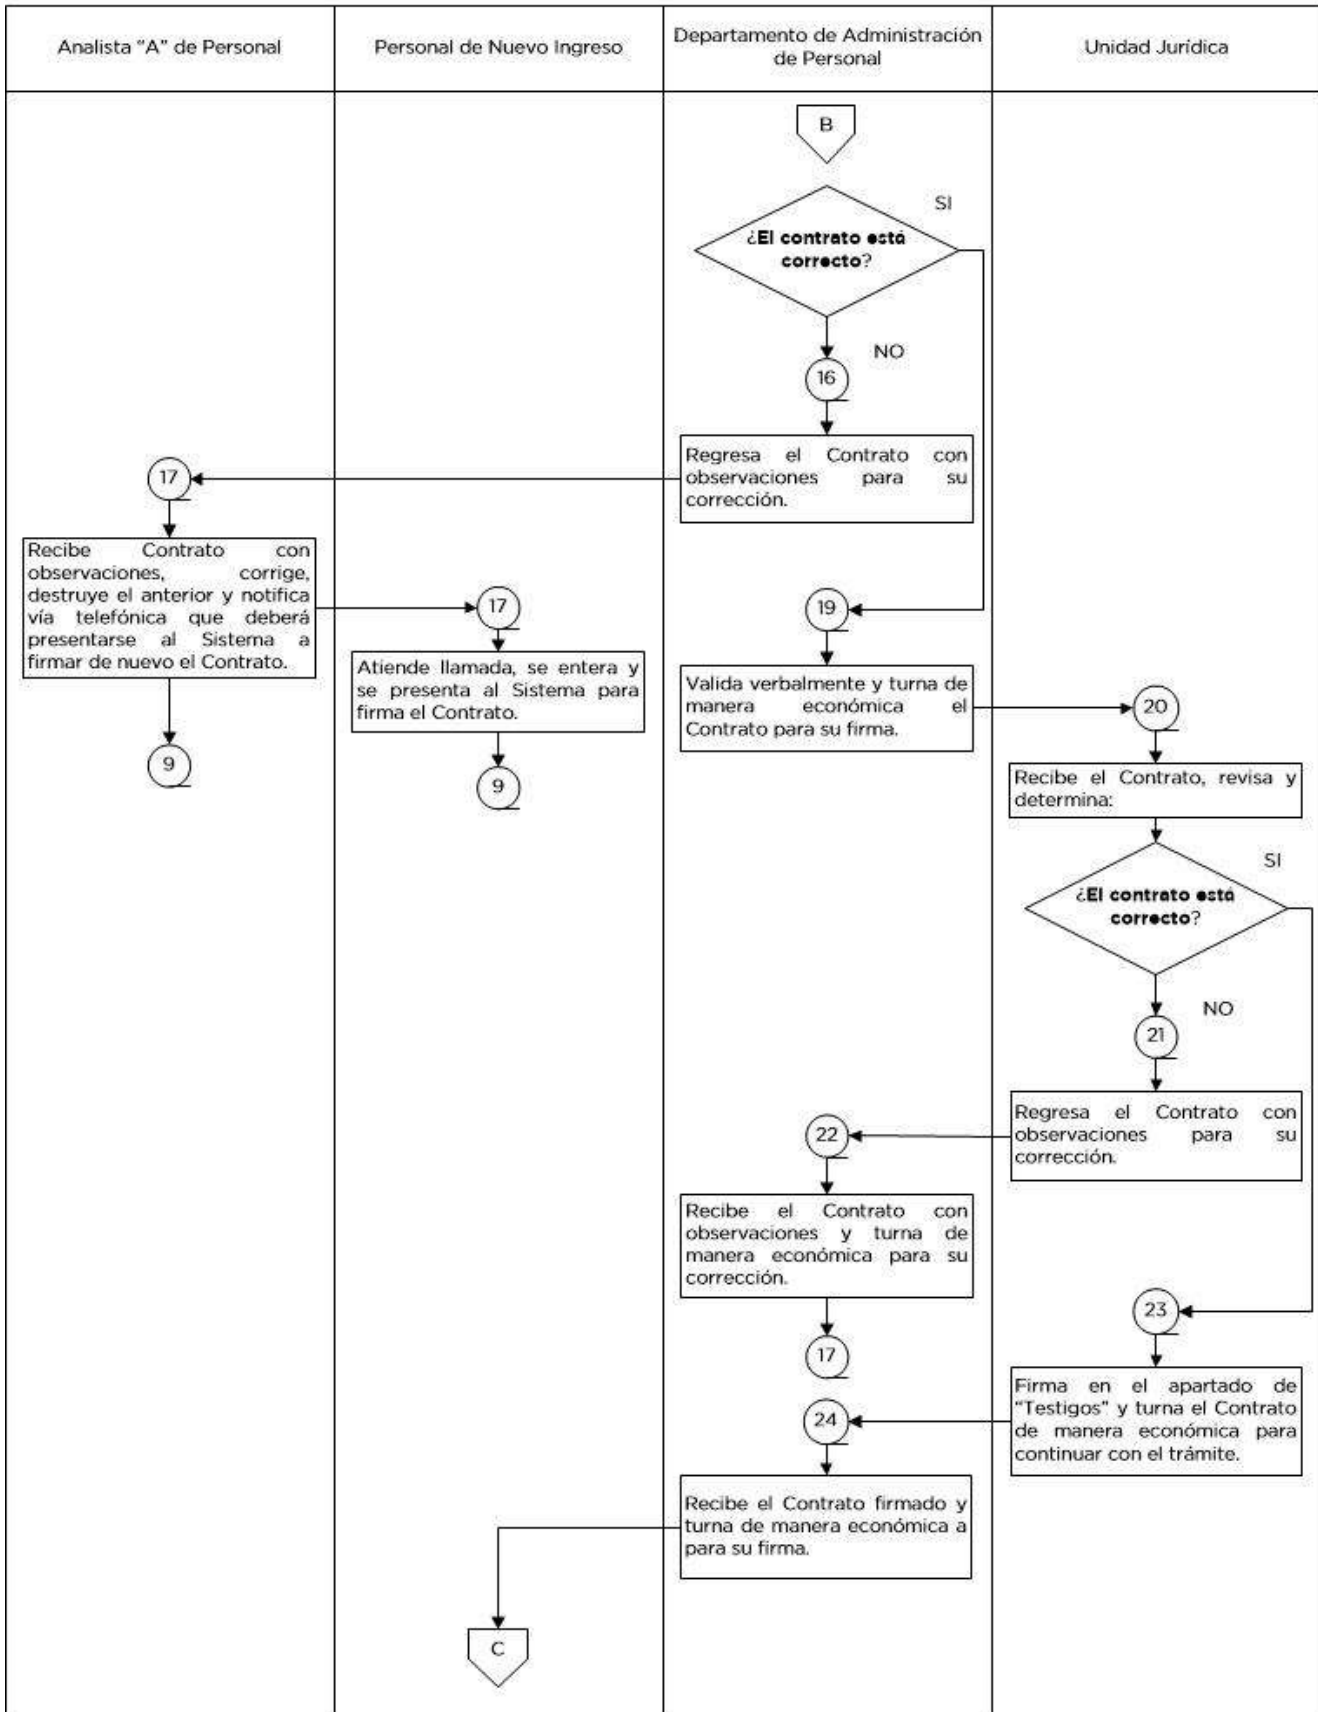 Analista "A" de Personal
Personal de Nuevo Ingreso
Departamento de Administración
de Personal
Unidad Jurídica
B
SI
¿El contrato está
correcto?
NO
16
Regresa el Contrato con
observaciones para su
corrección.
17
Recibe Contrato con
observaciones, corrige,
destruye el anterior y notifica
vía telefónica que deberá
presentarse al Sistema a
firmar de nuevo el Contrato.
9
17
Atiende llamada, se entera y
se presenta al Sistema para
firma el Contrato.
9
19
Valida verbalmente y turna de
manera económica el
Contrato para su firma.
20
Recibe el Contrato, revisa y
determina:
SI
¿El contrato está
correcto?
NO
21
Regresa el Contrato con
observaciones para su
corrección.
22
Recibe el Contrato con
observaciones y turna de
manera económica para su
corrección.
17
23
Firma en el apartado de
"Testigos" y turna el Contrato
de manera económica para
continuar con el trámite.
24
Recibe el Contrato firmado y
turna de manera económica a
para su firma.
C